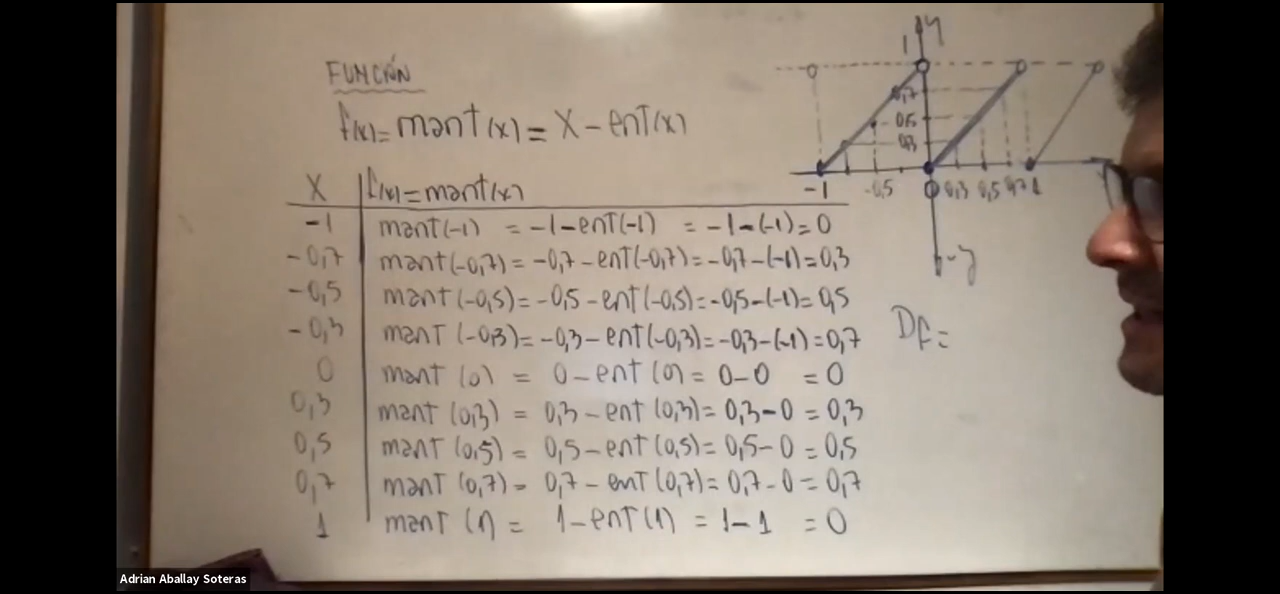 FUNCIÓN
f(x)= mant(x) = X - ent(x)
X f(x)=mant(x)
-1 mant(-1) = -1-ent(-1) = -1-(-1)=0
-0,7 mant(-0,7)= -0,7-ent(-0,7)= -0,7-(-1)=0,3
-0,5 mant(-0,5)= -0,5-ent(-0,5)= -0,5-(-1)=0,5
-0,3 mant(-0,3)= -0,3-ent(-0,3)= -0,3-(-1)=0,7
0 mant(0) = 0-ent(0)= 0-0 =0
0,3 mant(0,3) = 0,3-ent(0,3)= 0,3-0 =0,3
0,5 mant(0,5)= 0,5-ent(0,5)= 0,5-0 =0,5
0,7 mant(0,7)= 0,7-ent(0,7)= 0,7-0=0,7
1 mant(1) = 1-ent(1) = 1-1 =0
y
1
0,7
0,5
0,3
-1 -0,5 0 0,3 0,5 0,7 1
-y
Df=
Adrian Aballay Soteras